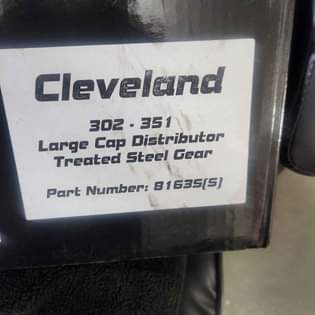 Cleveland
302 - 351
Large Cap Distributor
Treated Steel Gear
Part Number: 81635(S)